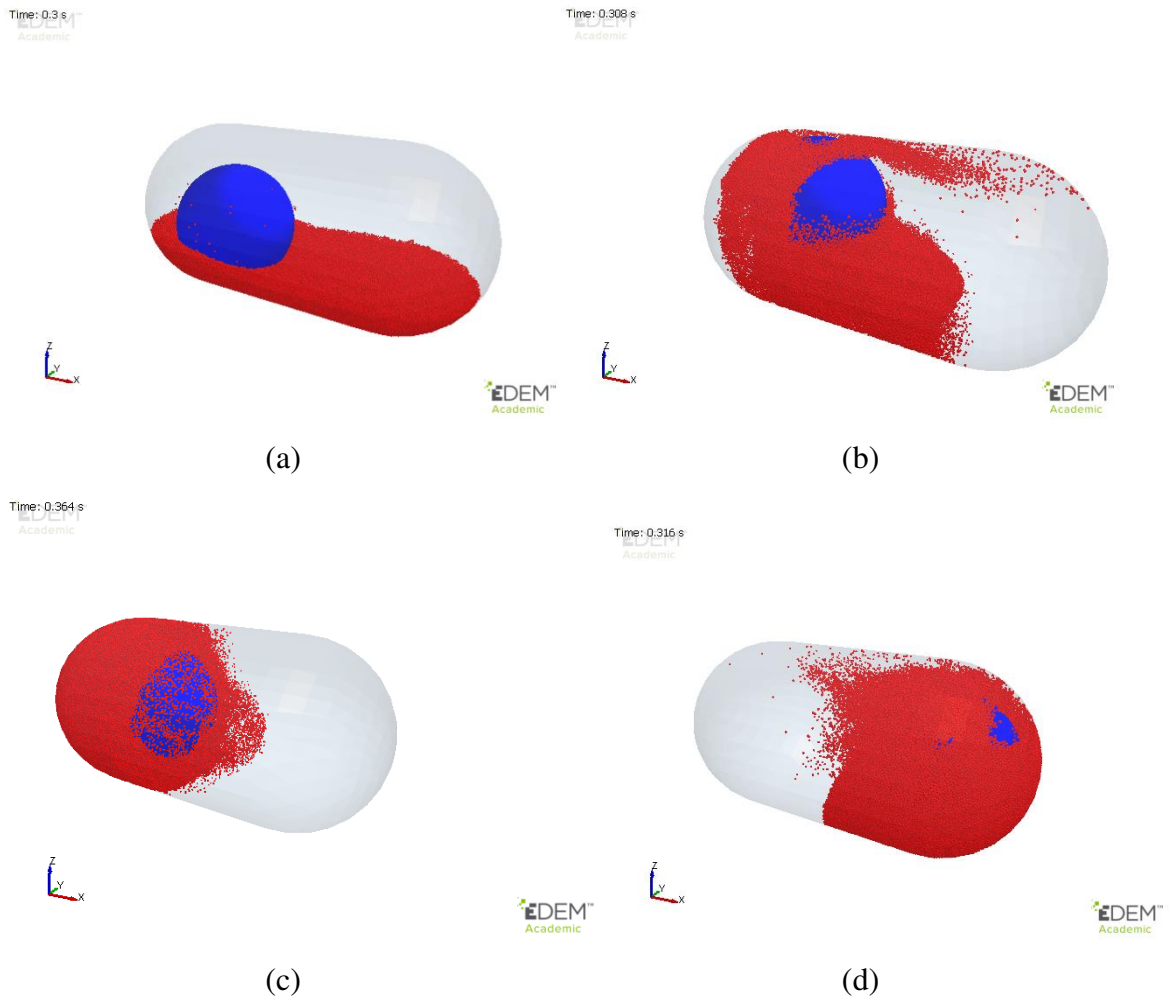 Time: 0.3 s
EDEM
Academic
Z
Y
X
EDEM™
Academic
(a)
Time: 0.308 s
EDEM
Academic
Z
Y
X
EDEM™
Academic
(b)
Time: 0.364 s
EDEM
Academic
Z
Y
X
EDEM™
Academic
(c)
Time: 0.316 s
EDEM
Academic
Z
Y
X
EDEM™
Academic
(d)